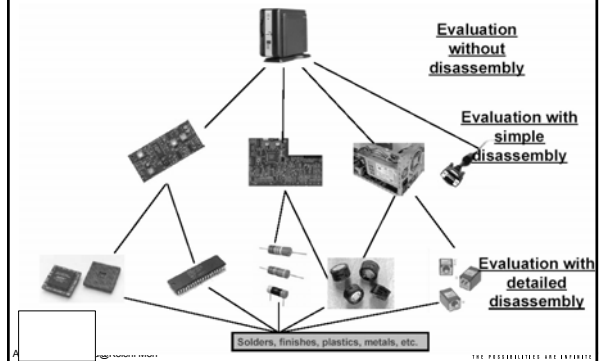 Evaluation
without
disassembly
Evaluation with
simple
disassembly
Evaluation with
detailed
disassembly
Solders, finishes, plastics, metals, etc.
THE POSSIBILITIES ARE INFINITE